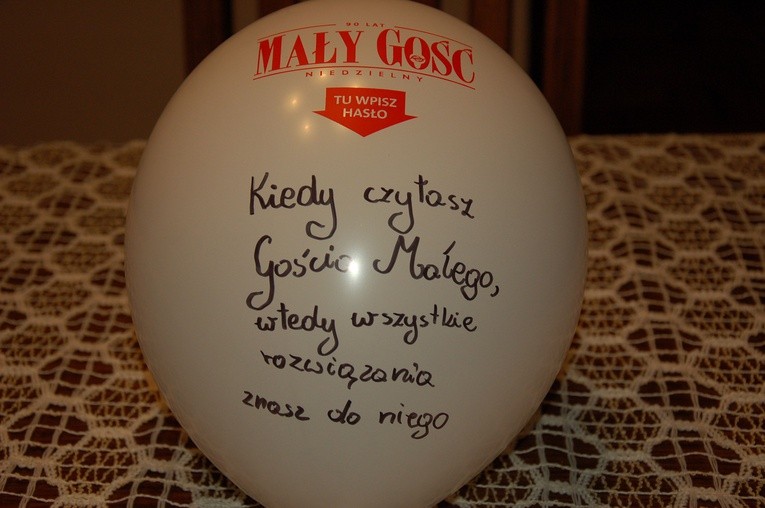 90 LAT
MAŁY GOŚĆ
NIEDZIELNY
TU WPISZ
HASŁO
Kiedy czytasz
Gościa Małego,
wtedy wszystkie
rozwiązania
znasz do niego